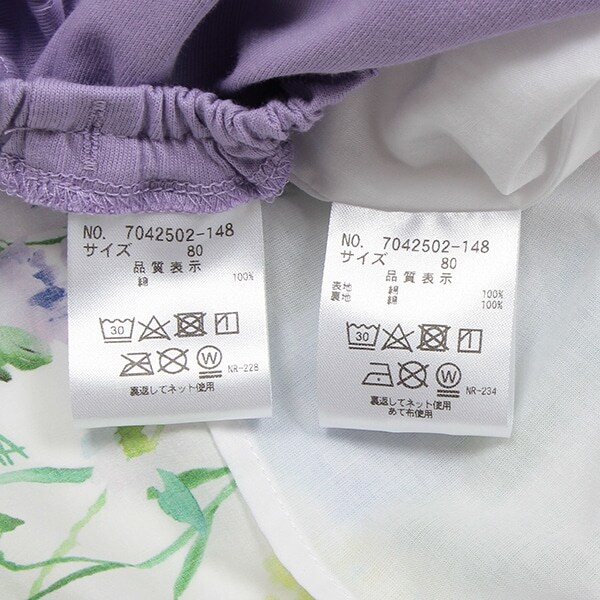 NO. 7042502-148
サイズ 80
品質表示
綿 100%
30
NR-228
W
裏返してネット使用
NO. 7042502-148
サイズ 80
品質表示
表地 綿 100%
裏地 綿 100%
30
W
NR-234
裏返してネット使用
あて布使用